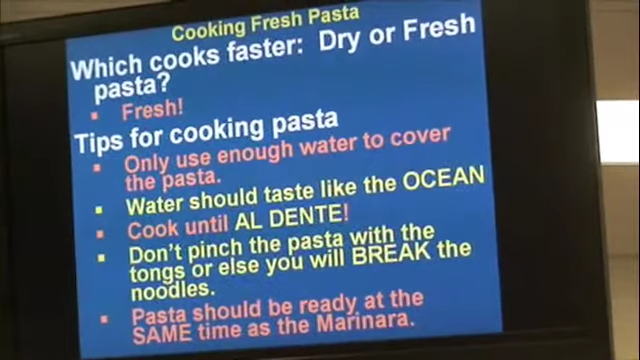 Cooking Fresh Pasta
Which cooks faster: Dry or Fresh
pasta?
Fresh!
Tips for cooking pasta
Only use enough water to cover
the pasta.
Water should taste like the OCEAN
Cook until AL DENTE!
Don't pinch the pasta with the
tongs or else you will BREAK the
noodles.
Pasta should be ready at the
SAME time as the Marinara.